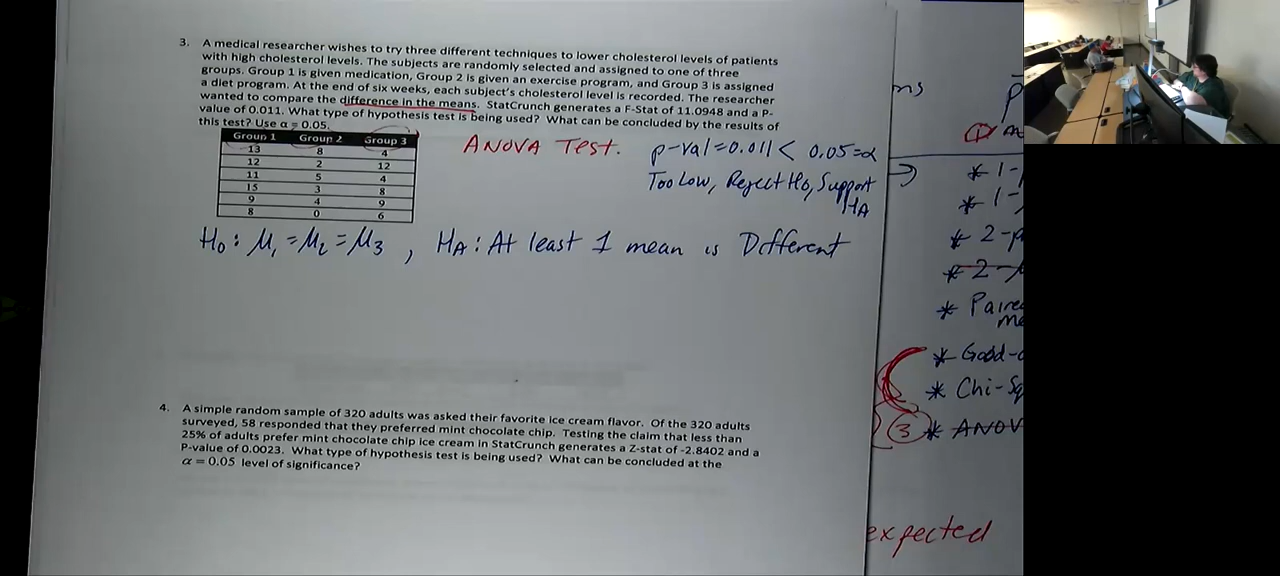 3. A medical researcher wishes to try three different techniques to lower cholesterol levels of patients
with high cholesterol levels. The subjects are randomly selected and assigned to one of three
groups. Group 1 is given medication, Group 2 is given an exercise program, and Group 3 is assigned
a diet program. At the end of six weeks, each subject's cholesterol level is recorded. The researcher
wanted to compare the difference in the means. StatCrunch generates a F-Stat of 11.0948 and a P-
value of 0.011. What type of hypothesis test is being used? What can be concluded by the results of
this test? Use α = 0.05.
Group 1 Group 2 Group 3
13 8 4
12 2 12
11 5 4
15 3 8
9 4 9
8 0 6
ANOVA Test.
p-val=0.011 < 0.05=α
Too Low, Reject Ho, Support
HA
Ho: μ1 = μ2 = μ3 , HA: At least 1 mean is Different
4. A simple random sample of 320 adults was asked their favorite ice cream flavor. Of the 320 adults
surveyed, 58 responded that they preferred mint chocolate chip. Testing the claim that less than
25% of adults prefer mint chocolate chip ice cream in StatCrunch generates a Z-stat of -2.8402 and a
P-value of 0.0023. What type of hypothesis test is being used? What can be concluded at the
α = 0.05 level of significance?
* 1-
* 1-
* 2-p
* 2-
* Paire
* Good-o
* Chi-Sq
3 * ANOV
expected